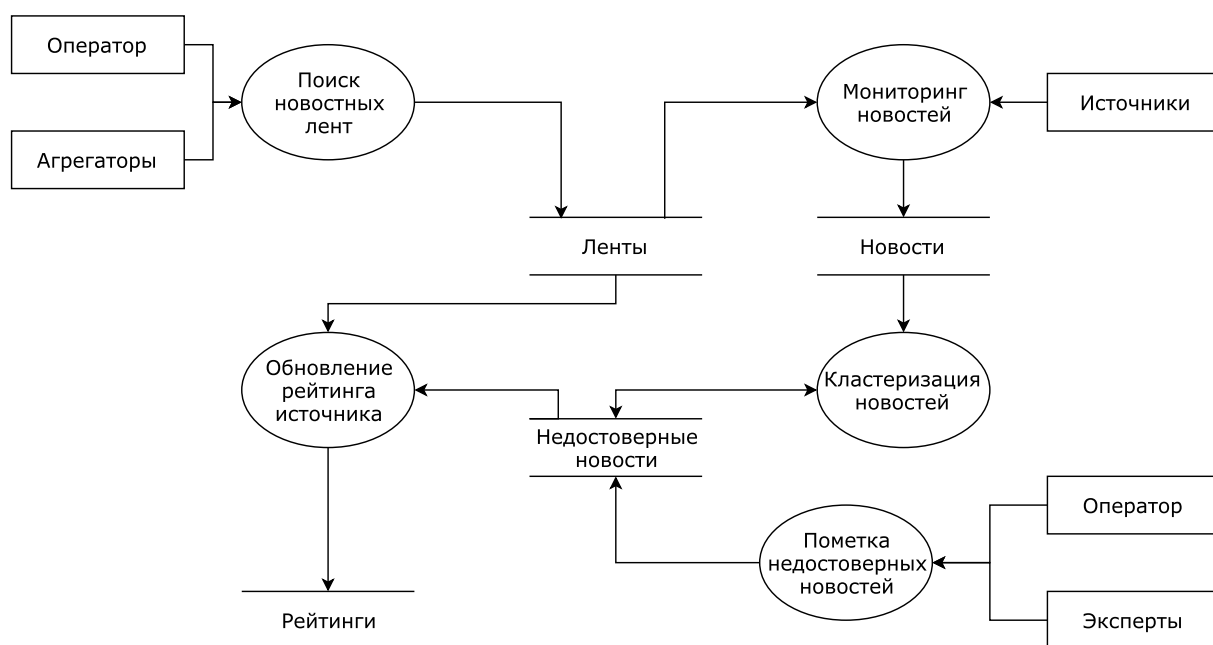 Оператор
Поиск
новостных
лент
Агрегаторы
Мониторинг
новостей
Источники
Ленты
Новости
Обновление
рейтинга
источника
Кластеризация
новостей
Недостоверные
новости
Оператор
Пометка
недостоверных
новостей
Рейтинги
Эксперты